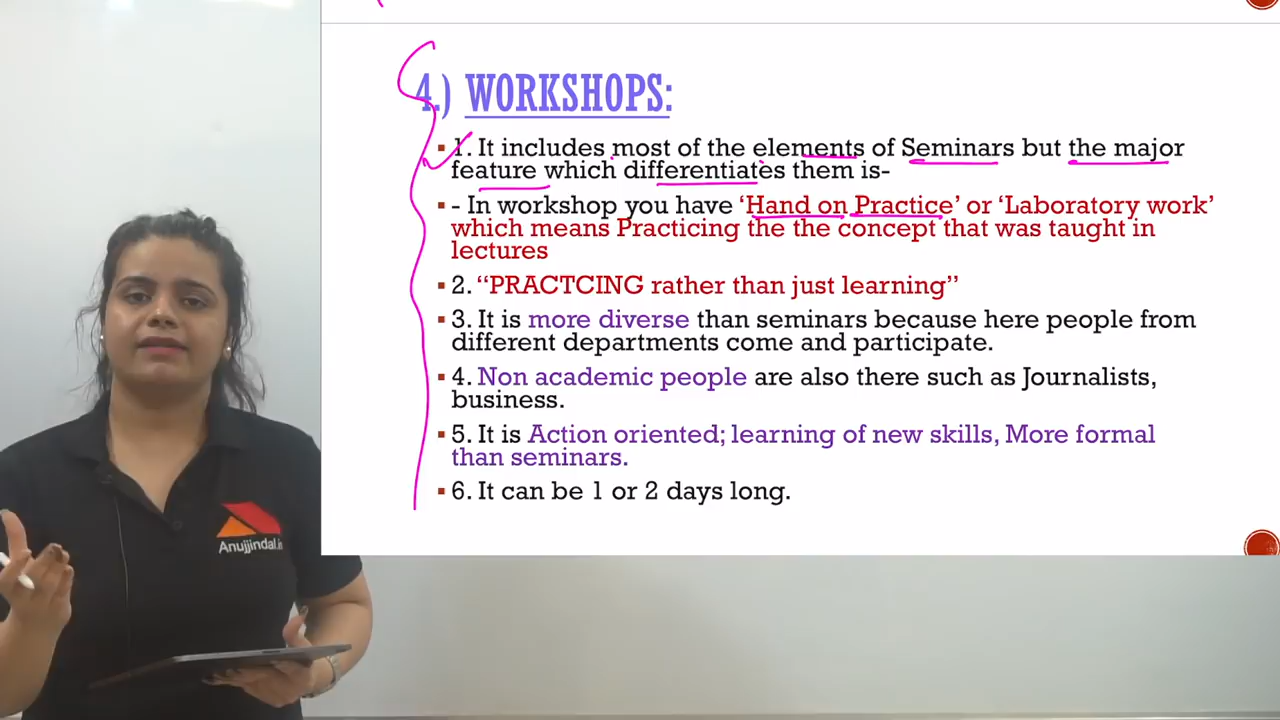 4.) WORKSHOPS:
▪ 1. It includes most of the elements of Seminars but the major
feature which differentiates them is-
▪ - In workshop you have ‘Hand on Practice’ or ‘Laboratory work’
which means Practicing the the concept that was taught in
lectures
▪ 2. “PRACTCING rather than just learning”
▪ 3. It is more diverse than seminars because here people from
different departments come and participate.
▪ 4. Non academic people are also there such as Journalists,
business.
▪ 5. It is Action oriented; learning of new skills, More formal
than seminars.
▪ 6. It can be 1 or 2 days long.
Anujjindal.in